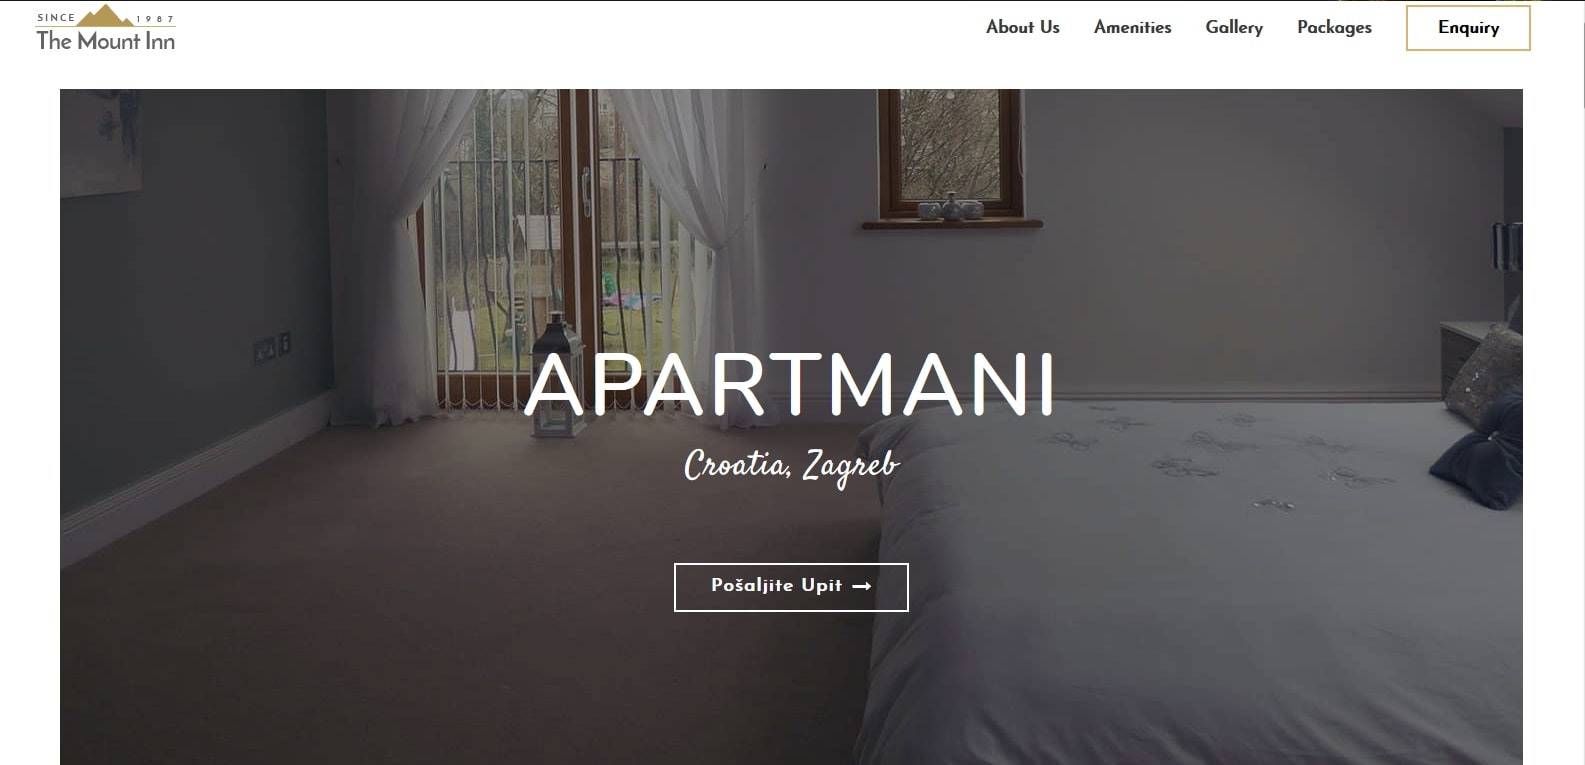 SINCE 1987
The Mount Inn
About Us Amenities Gallery Packages Enquiry
APARTMANI
Croatia, Zagreb
Pošaljite Upit →